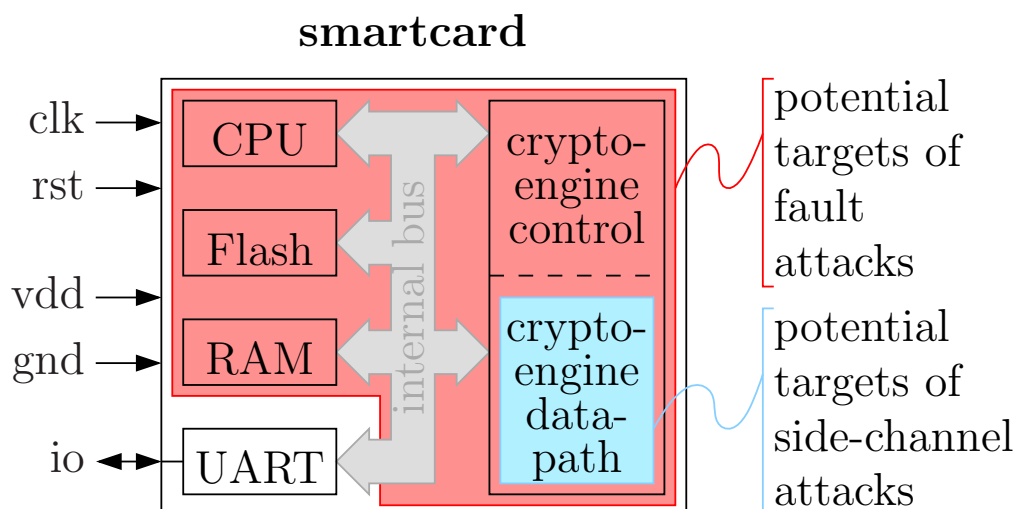 smartcard
clk
rst
vdd
gnd
io
CPU
Flash
RAM
UART
internal bus
crypto-
engine
control
crypto-
engine
data-
path
potential
targets of
fault
attacks
potential
targets of
side-channel
attacks